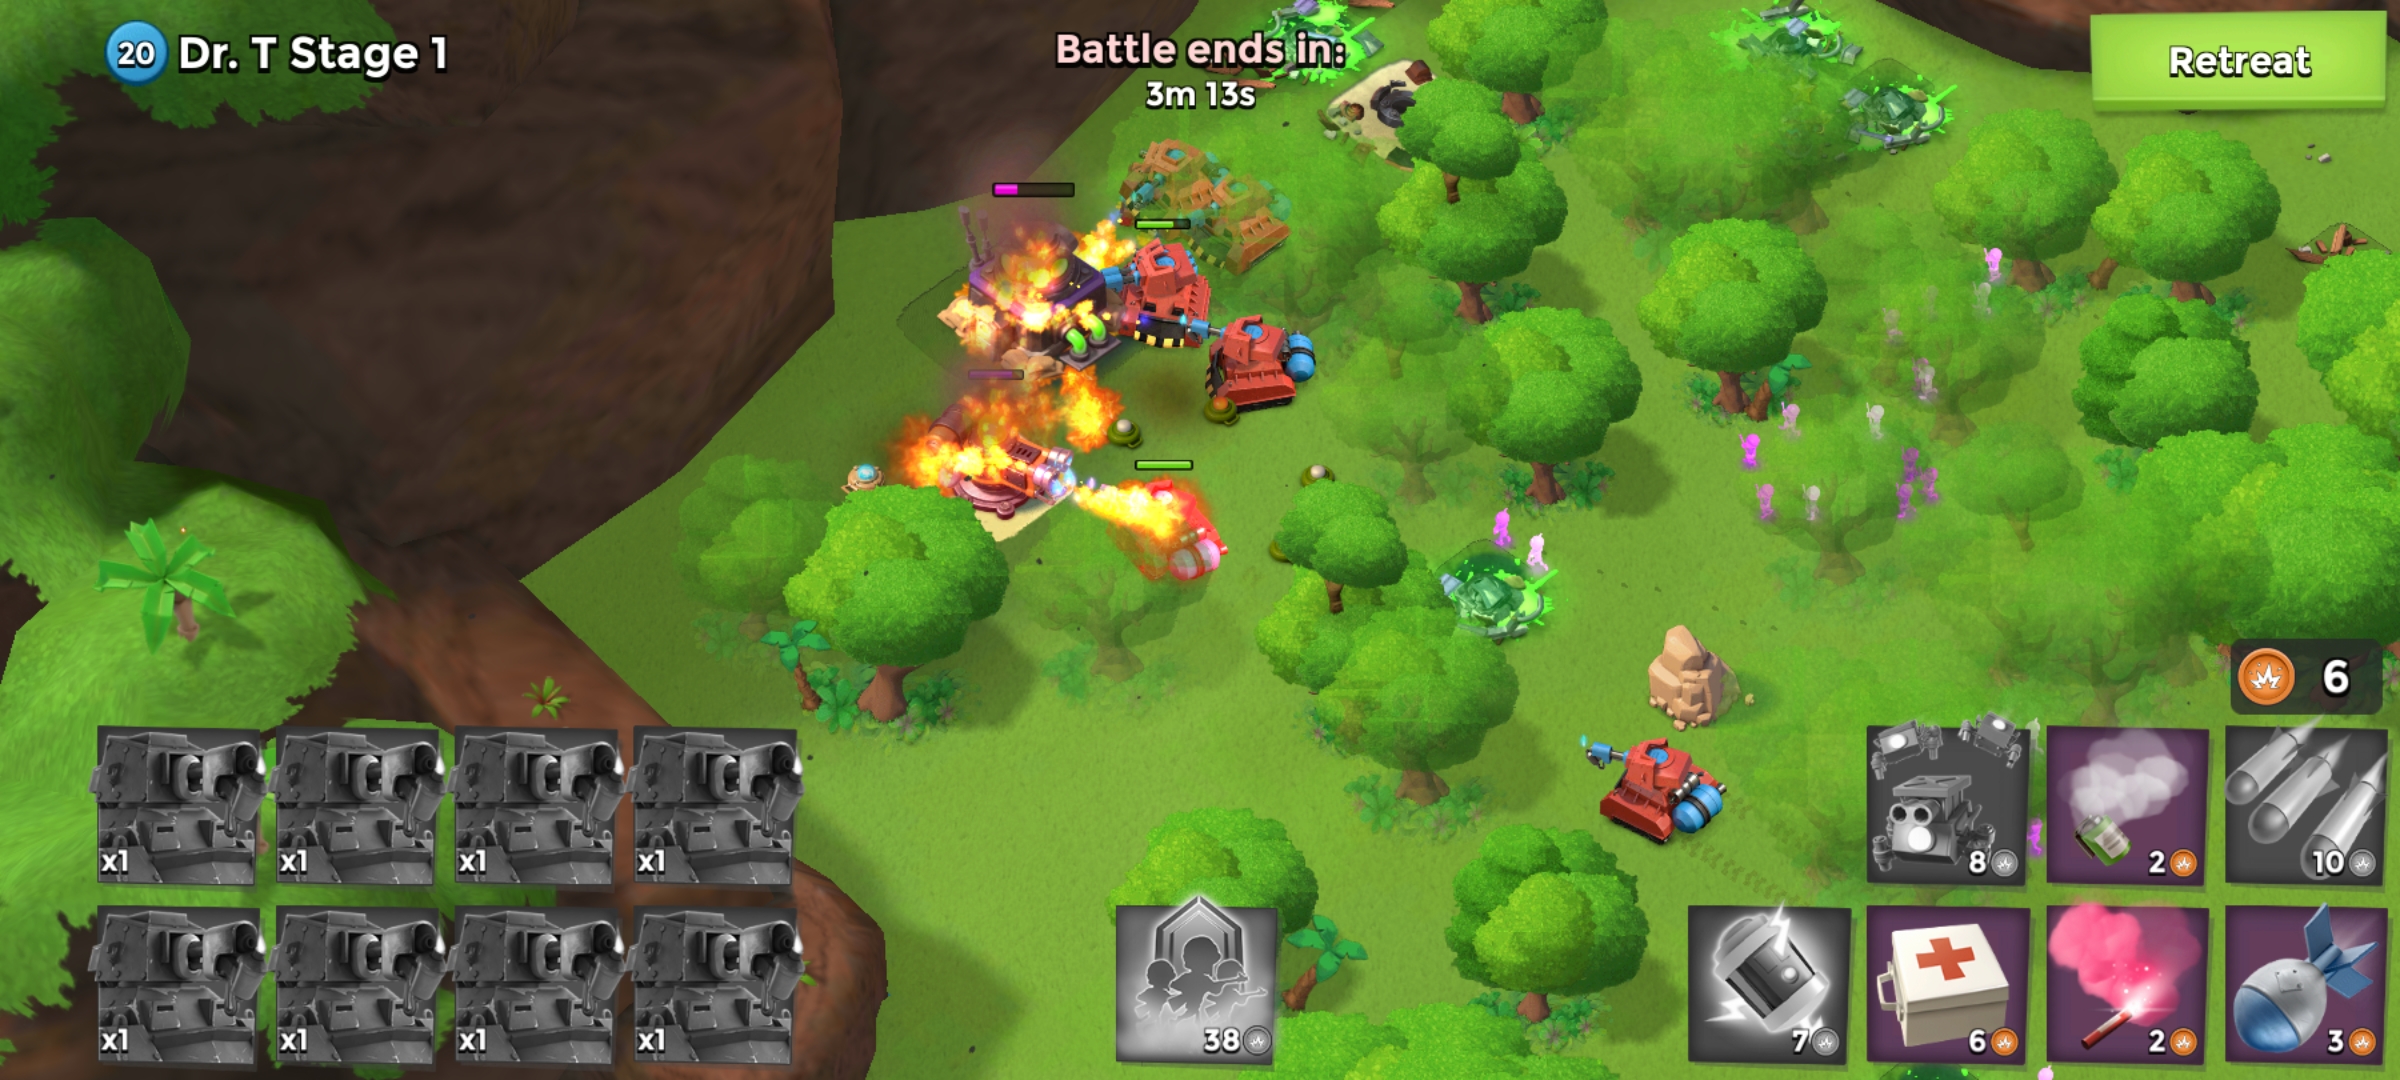 20 Dr. T Stage 1
Battle ends in:
3m 13s
Retreat
6
x1 x1 x1 x1
8 2 10
x1 x1 x1 x1
38 7 6 2 3